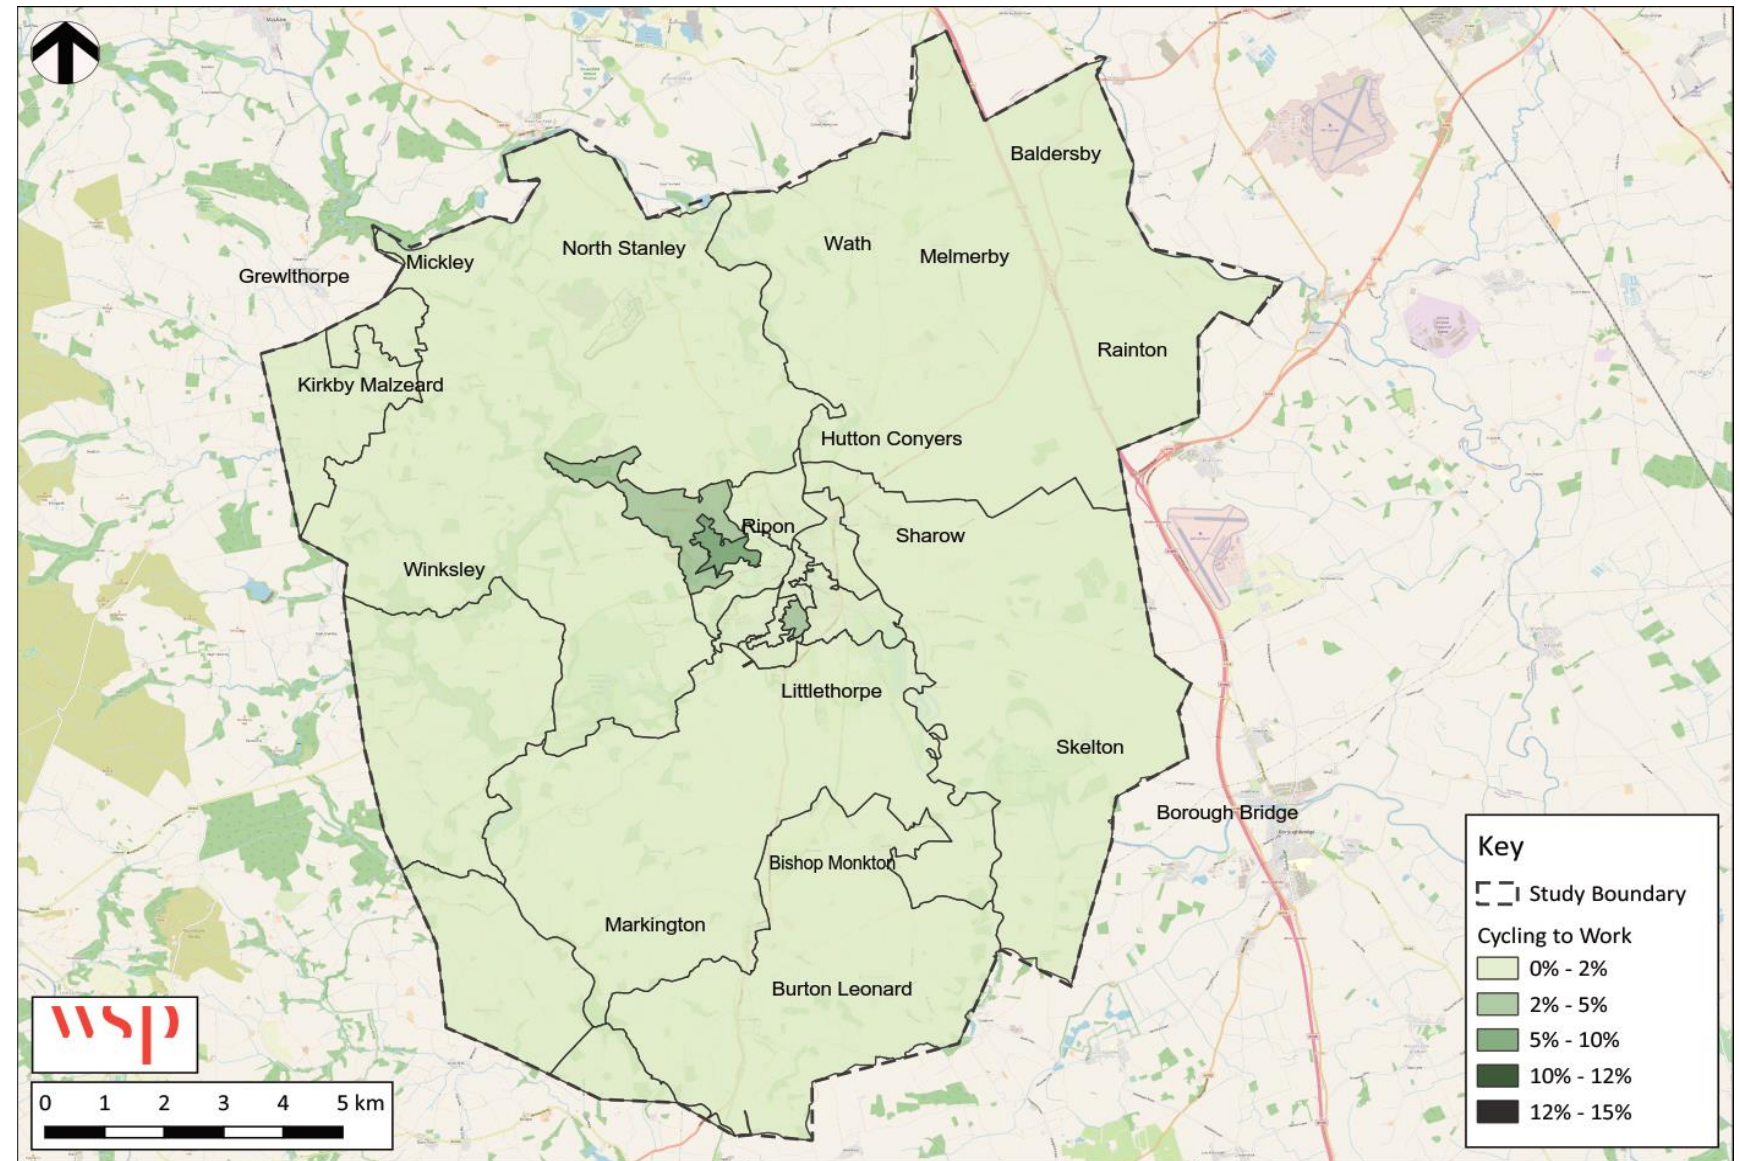 Baldersby
North Stanley
Wath
Melmerby
Mickley
Grewlthorpe
Rainton
Kirkby Malzeard
Hutton Conyers
Ripon
Sharow
Winksley
Littlethorpe
Skelton
Borough Bridge
Bishop Monkton
Markington
Burton Leonard
Key
Study Boundary
Cycling to Work
0% - 2%
2% - 5%
5% - 10%
10% - 12%
12% - 15%
wsp
0 1 2 3 4 5 km